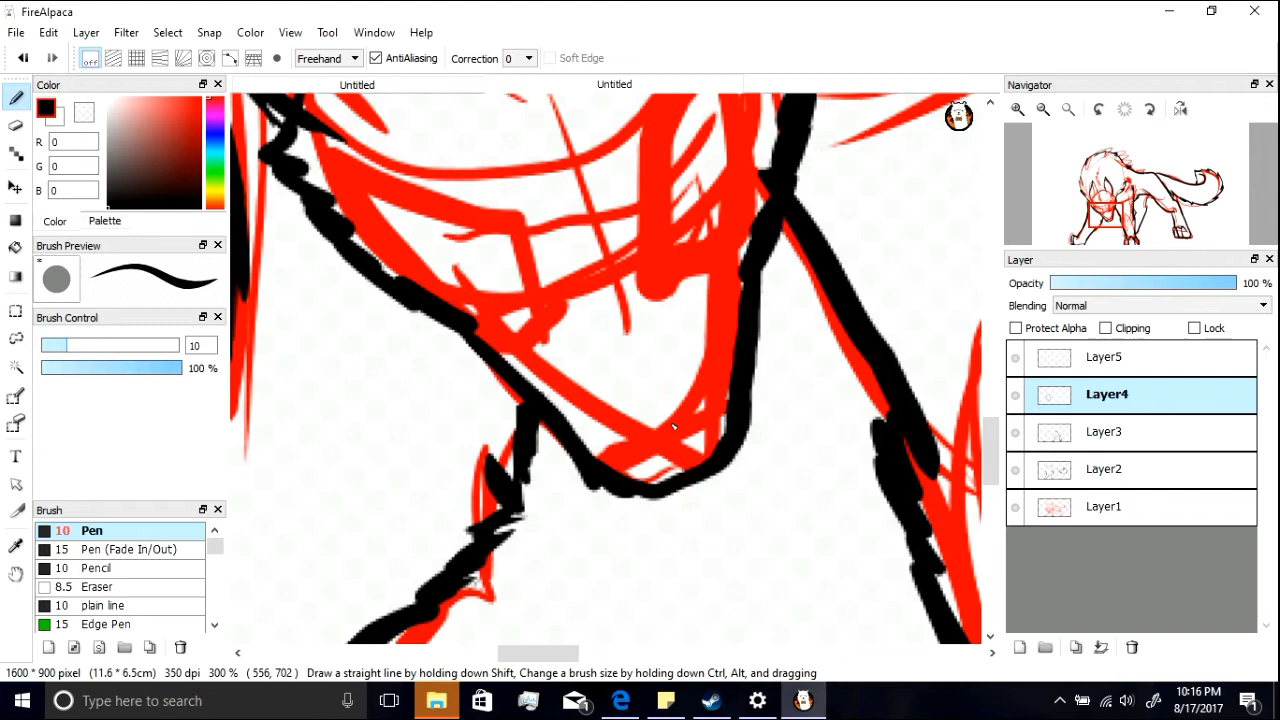 FireAlpaca
File Edit Layer Filter Select Snap Color View Tool Window Help
off Freehand AntiAliasing Correction 0 Soft Edge
Color
R 0
G 0
B 0
Color Palette
Brush Preview
*
Brush Control
10
100 %
Brush
10 Pen
15 Pen (Fade In/Out)
10 Pencil
8.5 Eraser
10 plain line
15 Edge Pen
Untitled Untitled
Navigator
Layer
Opacity 100 %
Blending Normal
Protect Alpha Clipping Lock
Layer5
Layer4
Layer3
Layer2
Layer1
1600 * 900 pixel (11.6 * 6.5cm) 350 dpi 300 % ( 556, 702 ) Draw a straight line by holding down Shift, Change a brush size by holding down Ctrl, Alt, and dragging
Type here to search
1
10:16 PM
8/17/2017
1